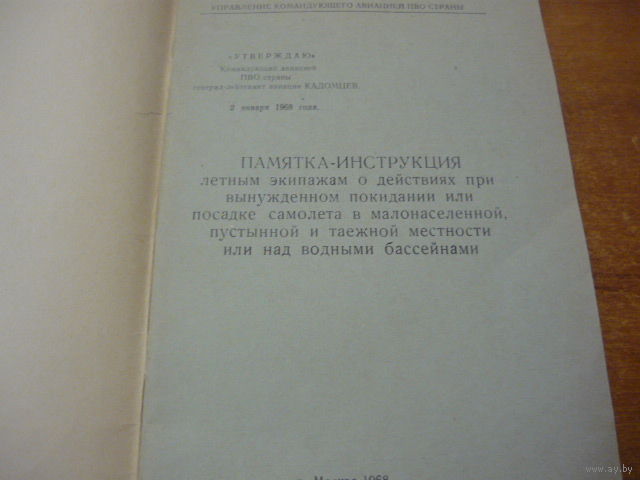 УПРАВЛЕНИЕ КОМАНДУЮЩЕГО АВИАЦИЕЙ ПВО СТРАНЫ
«УТВЕРЖДАЮ»
Командующий авиацией
ПВО страны
генерал-лейтенант авиации КАДОМЦЕВ.
2 января 1968 года.
ПАМЯТКА-ИНСТРУКЦИЯ
летным экипажам о действиях при
вынужденном покидании или
посадке самолета в малонаселенной,
пустынной и таежной местности
или над водными бассейнами
Москва 1968
www.ay.by